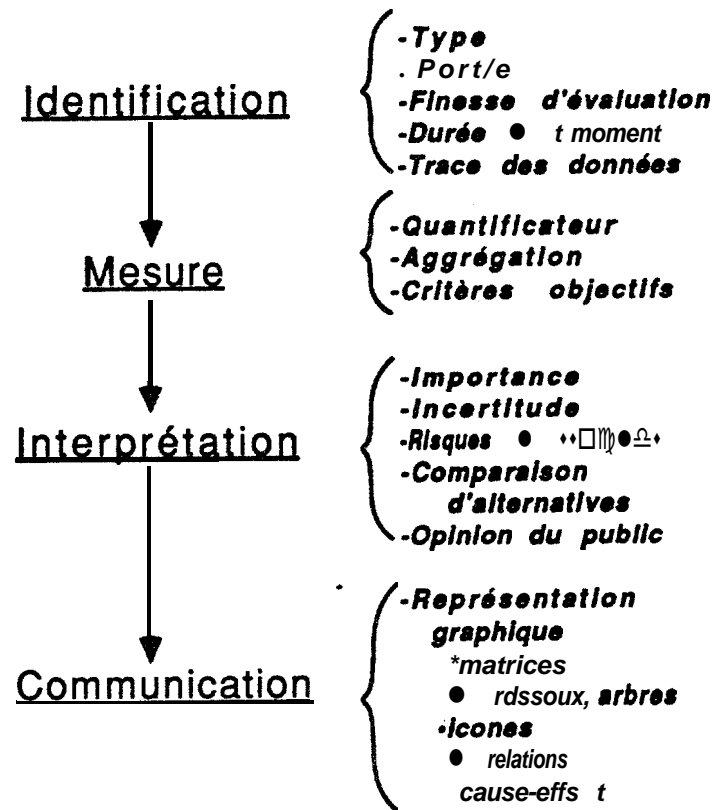 Identification
-Type
. Port/e
-Finesse d'évaluation
-Durée ● t moment
-Trace des données
Mesure
-Quantificateur
-Aggrégation
-Critères objectifs
Interprétation
-Importance
-Incertitude
-Risques ●
-Comparaison
d'alternatives
-Opinion du public
Communication
-Représentation
graphique
*matrices
● rdssoux, arbres
•icones
● relations
cause-effs t